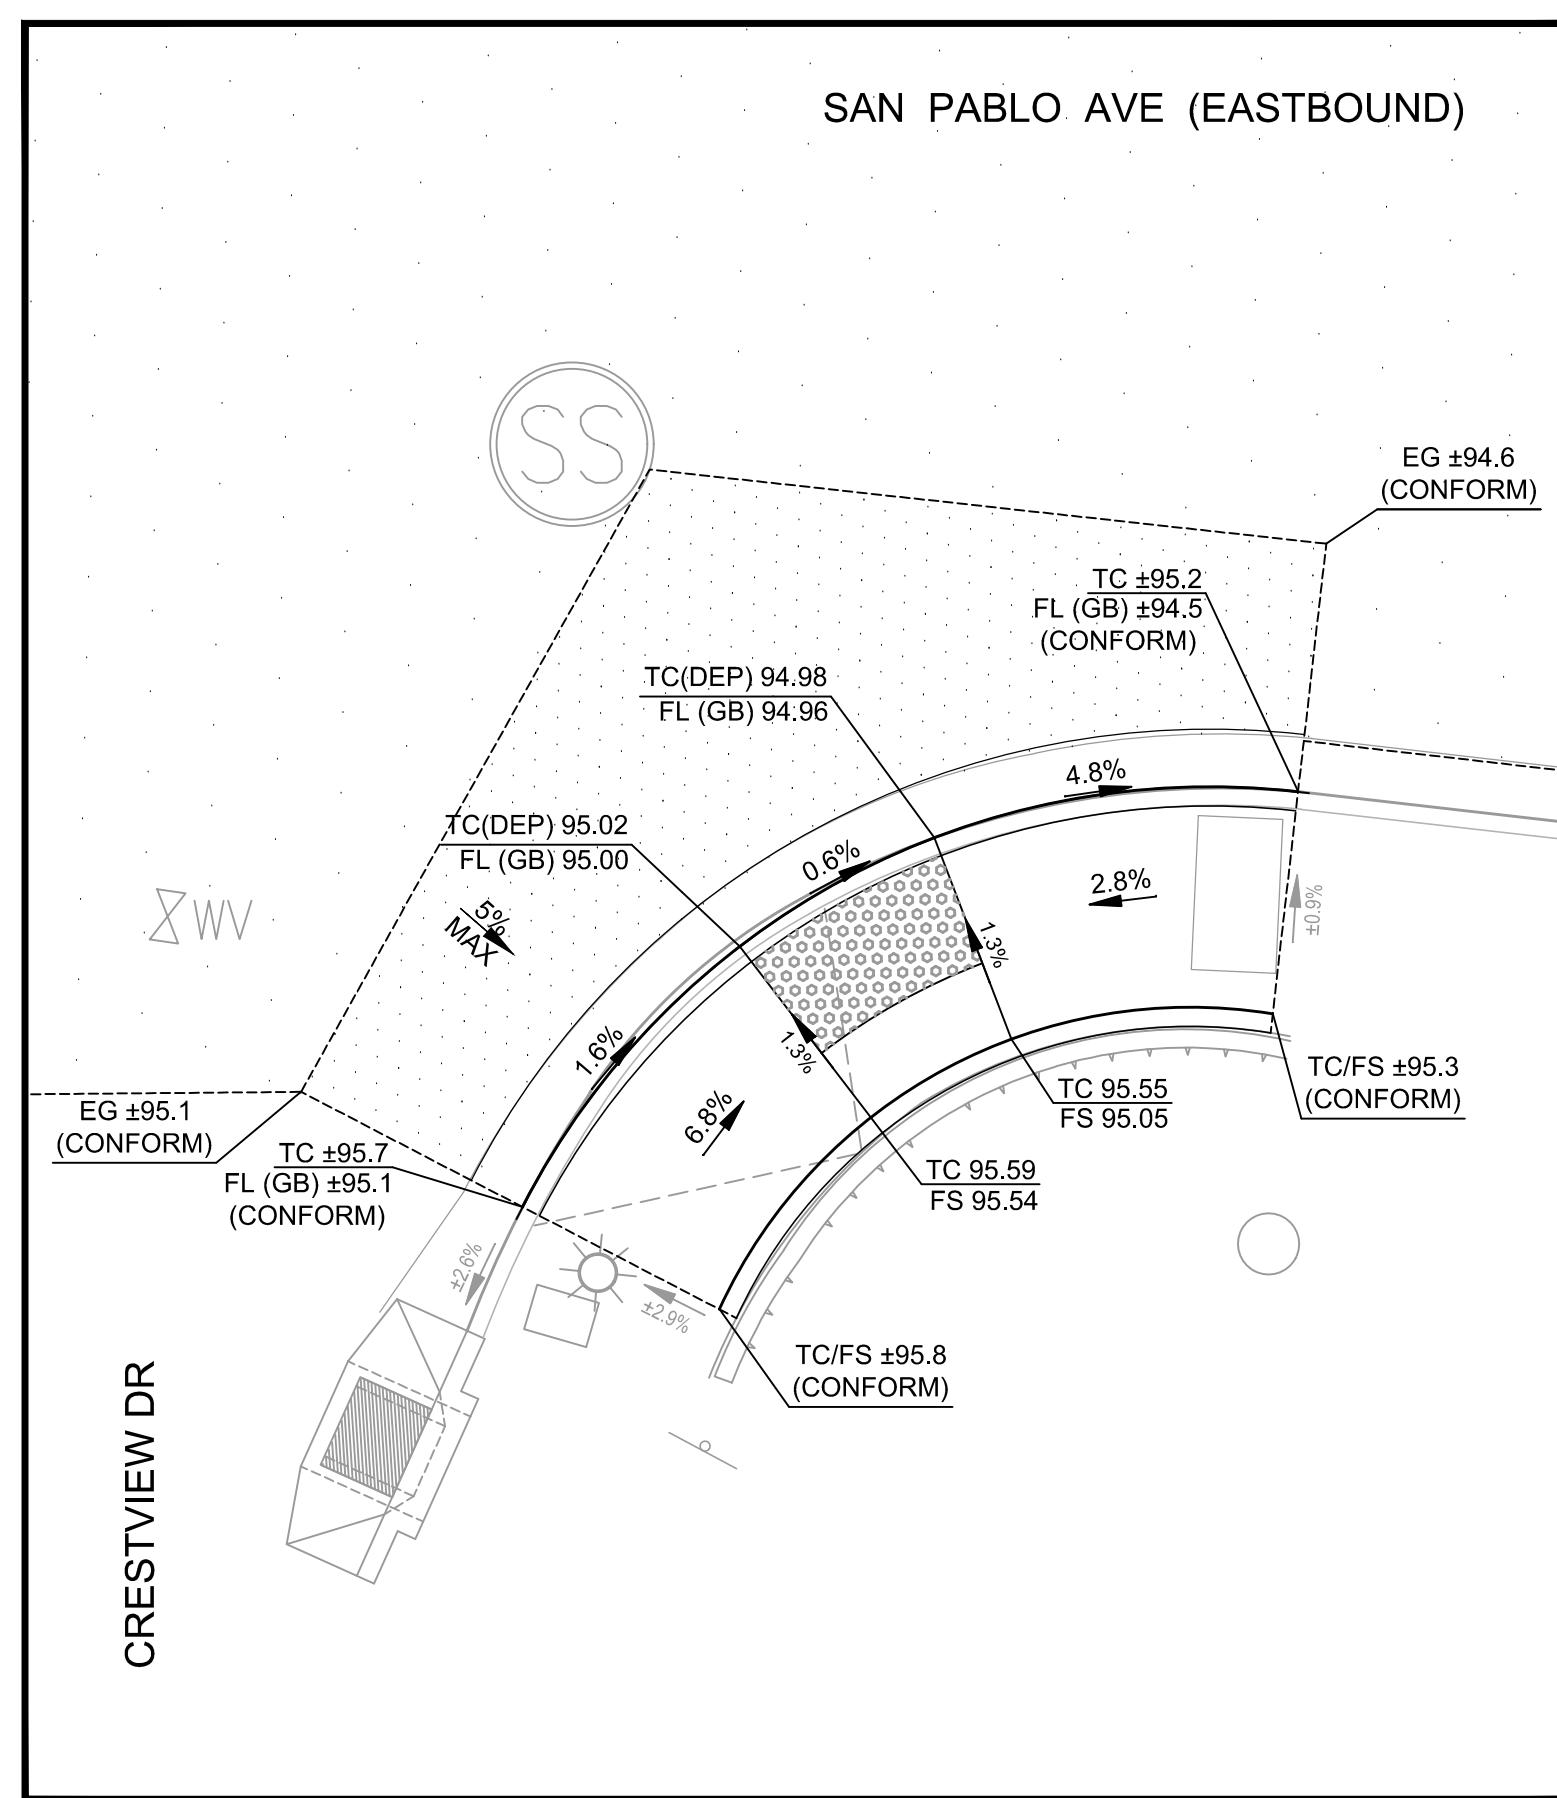 SAN PABLO AVE (EASTBOUND)
SS
EG ±94.6
(CONFORM)
TC ±95.2
FL (GB) ±94.5
(CONFORM)
TC(DEP) 94.98
FL (GB) 94.96
4.8%
TC(DEP) 95.02
FL (GB) 95.00
0.6%
2.8%
±0.9%
WV
5%
MAX
1.3%
1.3%
1.6%
6.8%
TC/FS ±95.3
(CONFORM)
TC 95.55
FS 95.05
EG ±95.1
(CONFORM)
TC ±95.7
FL (GB) ±95.1
(CONFORM)
TC 95.59
FS 95.54
±2.6%
±2.9%
TC/FS ±95.8
(CONFORM)
CRESTVIEW DR